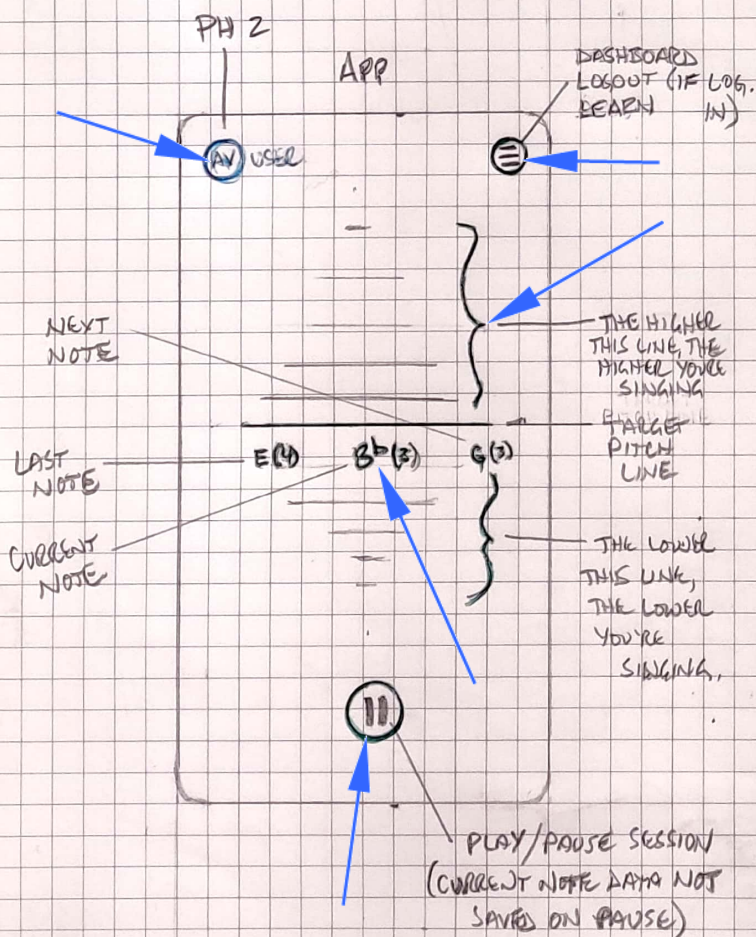 PH 2
APP
DASHBOARD
LOGOUT (IF LOG.
LEARN IN)
AV USER
NEXT
NOTE
THE HIGHER
THIS LINE, THE
HIGHER YOU'RE
SINGING
TARGET
PITCH
LINE
LAST
NOTE
E(4) Bb(3) G(3)
CURRENT
NOTE
THE LOWER
THIS LINE,
THE LOWER
YOU'RE
SINGING.
PLAY/PAUSE SESSION
(CURRENT NOTE DATA NOT
SAVED ON PAUSE)